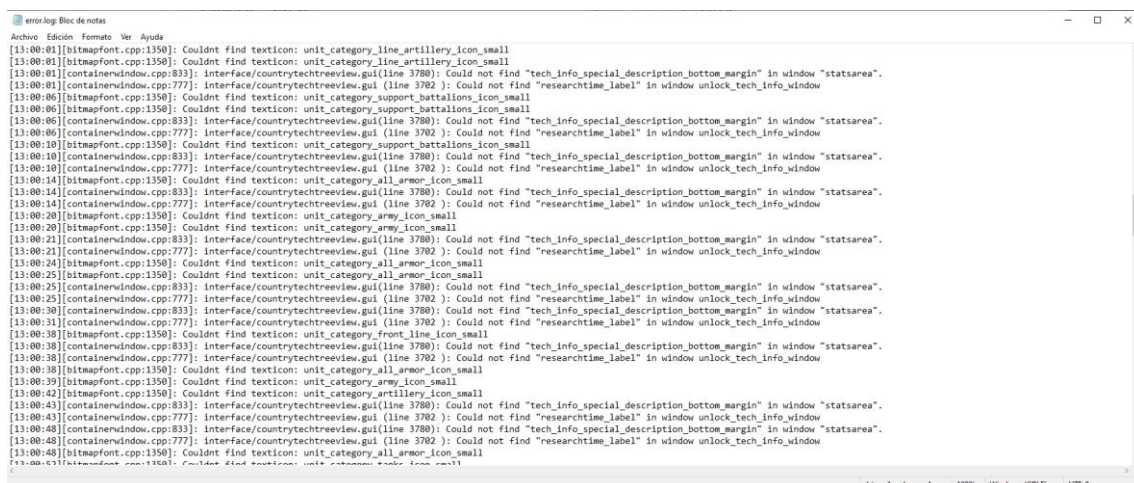 error.log: Bloc de notas
Archivo Edición Formato Ver Ayuda
[13:00:01][bitmapfont.cpp:1350]: Couldnt find texticon: unit_category_line_artillery_icon_small
[13:00:01][bitmapfont.cpp:1350]: Couldnt find texticon: unit_category_line_artillery_icon_small
[13:00:01][containerwindow.cpp:833]: interface/countrytechtreeview.gui(line 3780): Could not find "tech_info_special_description_bottom_margin" in window "statsarea".
[13:00:01][containerwindow.cpp:777]: interface/countrytechtreeview.gui (line 3702 ): Could not find "researchtime_label" in window unlock_tech_info_window
[13:00:06][bitmapfont.cpp:1350]: Couldnt find texticon: unit_category_support_battalions_icon_small
[13:00:06][bitmapfont.cpp:1350]: Couldnt find texticon: unit_category_support_battalions_icon_small
[13:00:06][containerwindow.cpp:833]: interface/countrytechtreeview.gui(line 3780): Could not find "tech_info_special_description_bottom_margin" in window "statsarea".
[13:00:06][containerwindow.cpp:777]: interface/countrytechtreeview.gui (line 3702 ): Could not find "researchtime_label" in window unlock_tech_info_window
[13:00:10][bitmapfont.cpp:1350]: Couldnt find texticon: unit_category_support_battalions_icon_small
[13:00:10][containerwindow.cpp:833]: interface/countrytechtreeview.gui(line 3780): Could not find "tech_info_special_description_bottom_margin" in window "statsarea".
[13:00:10][containerwindow.cpp:777]: interface/countrytechtreeview.gui (line 3702 ): Could not find "researchtime_label" in window unlock_tech_info_window
[13:00:14][bitmapfont.cpp:1350]: Couldnt find texticon: unit_category_all_armor_icon_small
[13:00:14][containerwindow.cpp:833]: interface/countrytechtreeview.gui(line 3780): Could not find "tech_info_special_description_bottom_margin" in window "statsarea".
[13:00:14][containerwindow.cpp:777]: interface/countrytechtreeview.gui (line 3702 ): Could not find "researchtime_label" in window unlock_tech_info_window
[13:00:20][bitmapfont.cpp:1350]: Couldnt find texticon: unit_category_army_icon_small
[13:00:20][bitmapfont.cpp:1350]: Couldnt find texticon: unit_category_army_icon_small
[13:00:21][containerwindow.cpp:833]: interface/countrytechtreeview.gui(line 3780): Could not find "tech_info_special_description_bottom_margin" in window "statsarea".
[13:00:21][containerwindow.cpp:777]: interface/countrytechtreeview.gui (line 3702 ): Could not find "researchtime_label" in window unlock_tech_info_window
[13:00:24][bitmapfont.cpp:1350]: Couldnt find texticon: unit_category_all_armor_icon_small
[13:00:25][bitmapfont.cpp:1350]: Couldnt find texticon: unit_category_all_armor_icon_small
[13:00:25][containerwindow.cpp:833]: interface/countrytechtreeview.gui(line 3780): Could not find "tech_info_special_description_bottom_margin" in window "statsarea".
[13:00:25][containerwindow.cpp:777]: interface/countrytechtreeview.gui (line 3702 ): Could not find "researchtime_label" in window unlock_tech_info_window
[13:00:30][containerwindow.cpp:833]: interface/countrytechtreeview.gui(line 3780): Could not find "tech_info_special_description_bottom_margin" in window "statsarea".
[13:00:31][containerwindow.cpp:777]: interface/countrytechtreeview.gui (line 3702 ): Could not find "researchtime_label" in window unlock_tech_info_window
[13:00:38][bitmapfont.cpp:1350]: Couldnt find texticon: unit_category_front_line_icon_small
[13:00:38][containerwindow.cpp:833]: interface/countrytechtreeview.gui(line 3780): Could not find "tech_info_special_description_bottom_margin" in window "statsarea".
[13:00:38][containerwindow.cpp:777]: interface/countrytechtreeview.gui (line 3702 ): Could not find "researchtime_label" in window unlock_tech_info_window
[13:00:38][bitmapfont.cpp:1350]: Couldnt find texticon: unit_category_all_armor_icon_small
[13:00:39][bitmapfont.cpp:1350]: Couldnt find texticon: unit_category_army_icon_small
[13:00:42][bitmapfont.cpp:1350]: Couldnt find texticon: unit_category_artillery_icon_small
[13:00:43][containerwindow.cpp:833]: interface/countrytechtreeview.gui(line 3780): Could not find "tech_info_special_description_bottom_margin" in window "statsarea".
[13:00:43][containerwindow.cpp:777]: interface/countrytechtreeview.gui (line 3702 ): Could not find "researchtime_label" in window unlock_tech_info_window
[13:00:48][containerwindow.cpp:833]: interface/countrytechtreeview.gui(line 3780): Could not find "tech_info_special_description_bottom_margin" in window "statsarea".
[13:00:48][containerwindow.cpp:777]: interface/countrytechtreeview.gui (line 3702 ): Could not find "researchtime_label" in window unlock_tech_info_window
[13:00:48][bitmapfont.cpp:1350]: Couldnt find texticon: unit_category_all_armor_icon_small
[13:00:52][bitmapfont.cpp:1350]: Couldnt find texticon: unit_category_tanks_icon_small